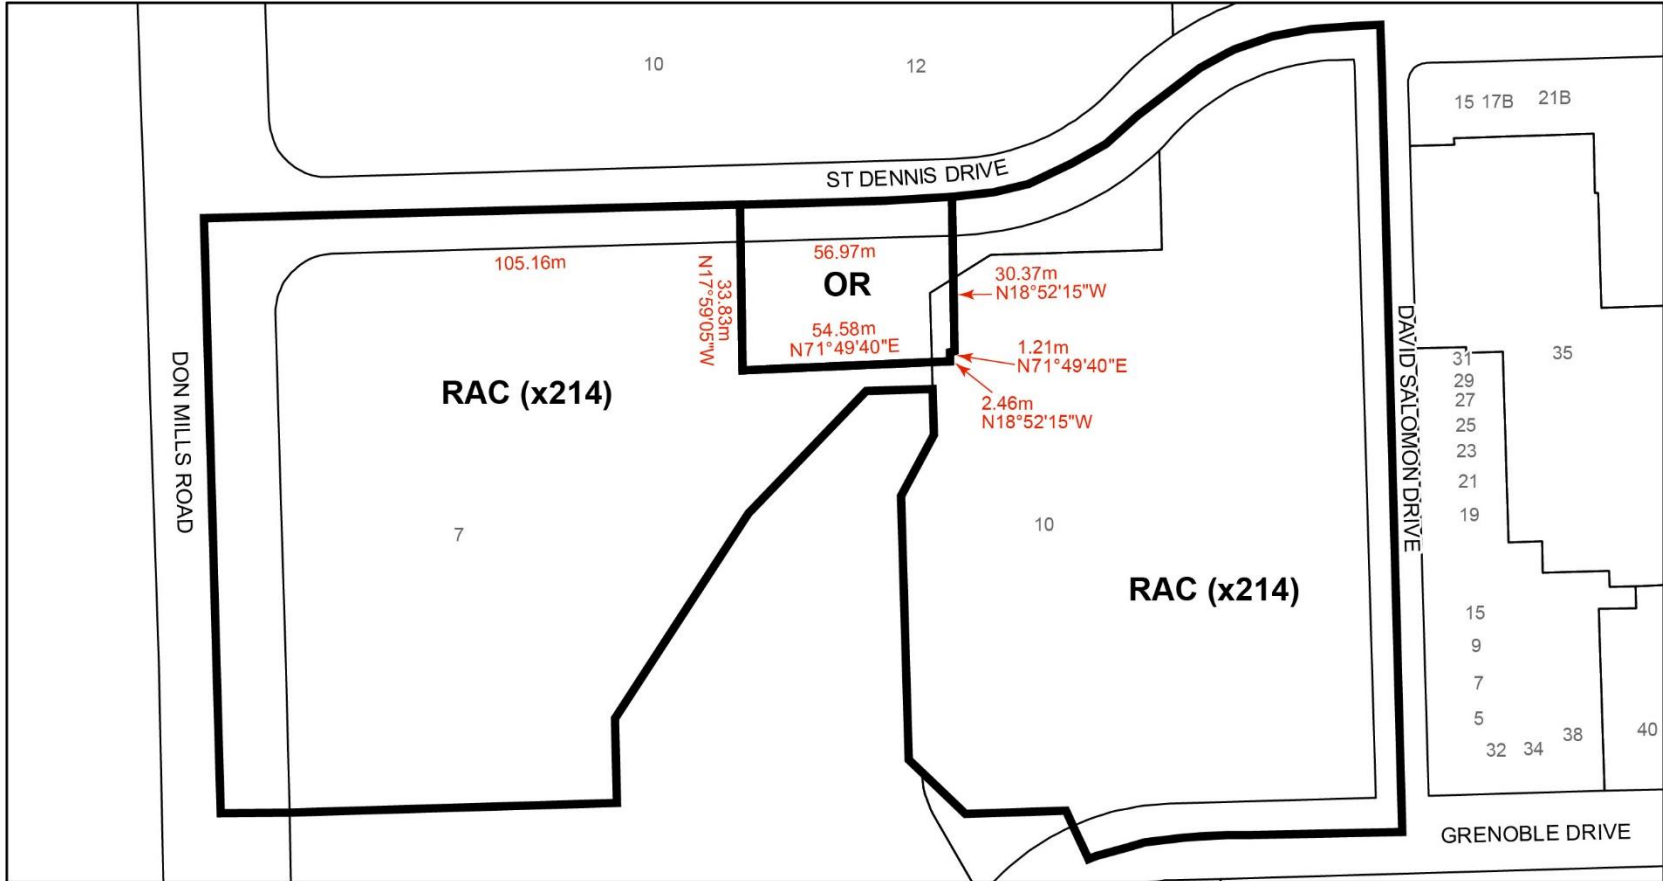 10
12
15 17B 21B
ST DENNIS DRIVE
105.16m
33.83m
N17°59'05"W
56.97m
OR
54.58m
N71°49'40"E
30.37m
N18°52'15"W
1.21m
N71°49'40"E
2.46m
N18°52'15"W
DON MILLS ROAD
RAC (x214)
7
10
RAC (x214)
DAVID SALOMON DRIVE
31
29
27
25
23
21
19
35
15
9
7
5
32 34 38 40
GRENOBLE DRIVE